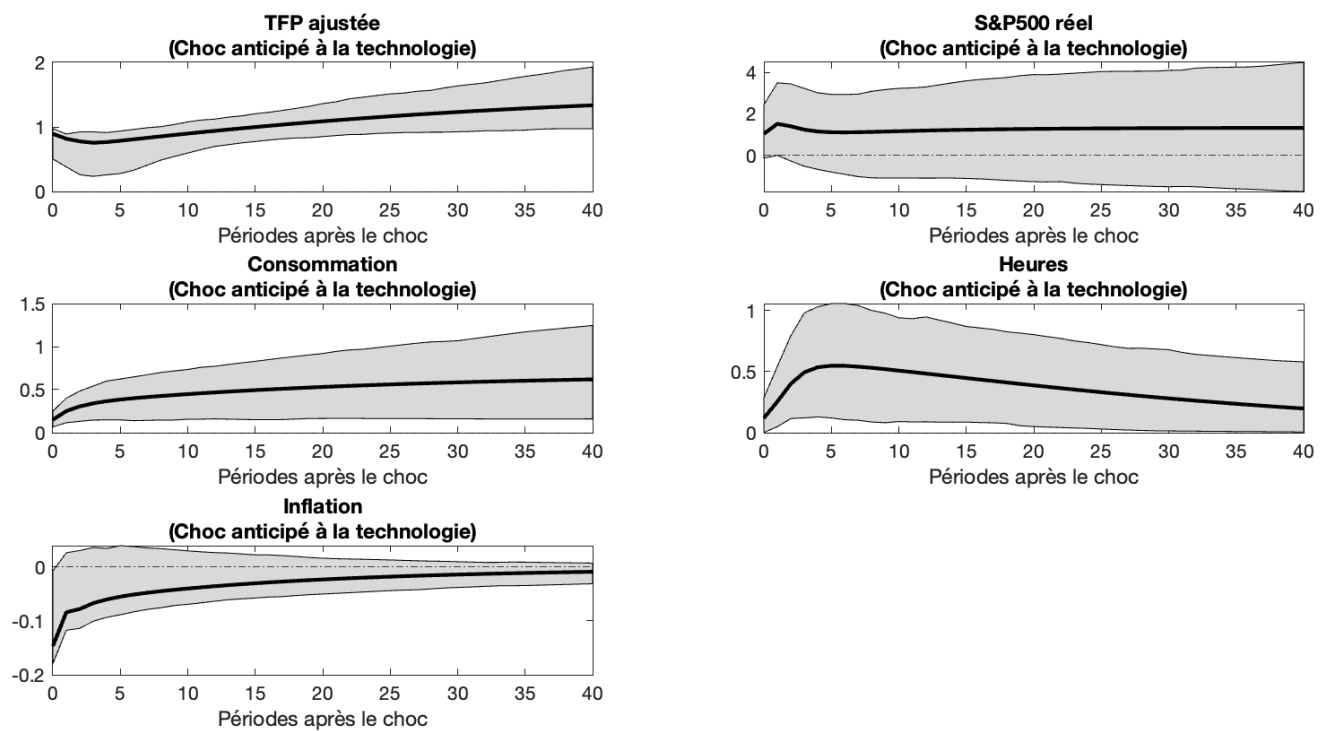 TFP ajustée
(Choc anticipé à la technologie)
2
1
0
0 5 10 15 20 25 30 35 40
Périodes après le choc
S&P500 réel
(Choc anticipé à la technologie)
4
2
0
0 5 10 15 20 25 30 35 40
Périodes après le choc
Consommation
(Choc anticipé à la technologie)
1.5
1
0.5
0
0 5 10 15 20 25 30 35 40
Périodes après le choc
Heures
(Choc anticipé à la technologie)
1
0.5
0
0 5 10 15 20 25 30 35 40
Périodes après le choc
Inflation
(Choc anticipé à la technologie)
0
-0.1
-0.2
0 5 10 15 20 25 30 35 40
Périodes après le choc